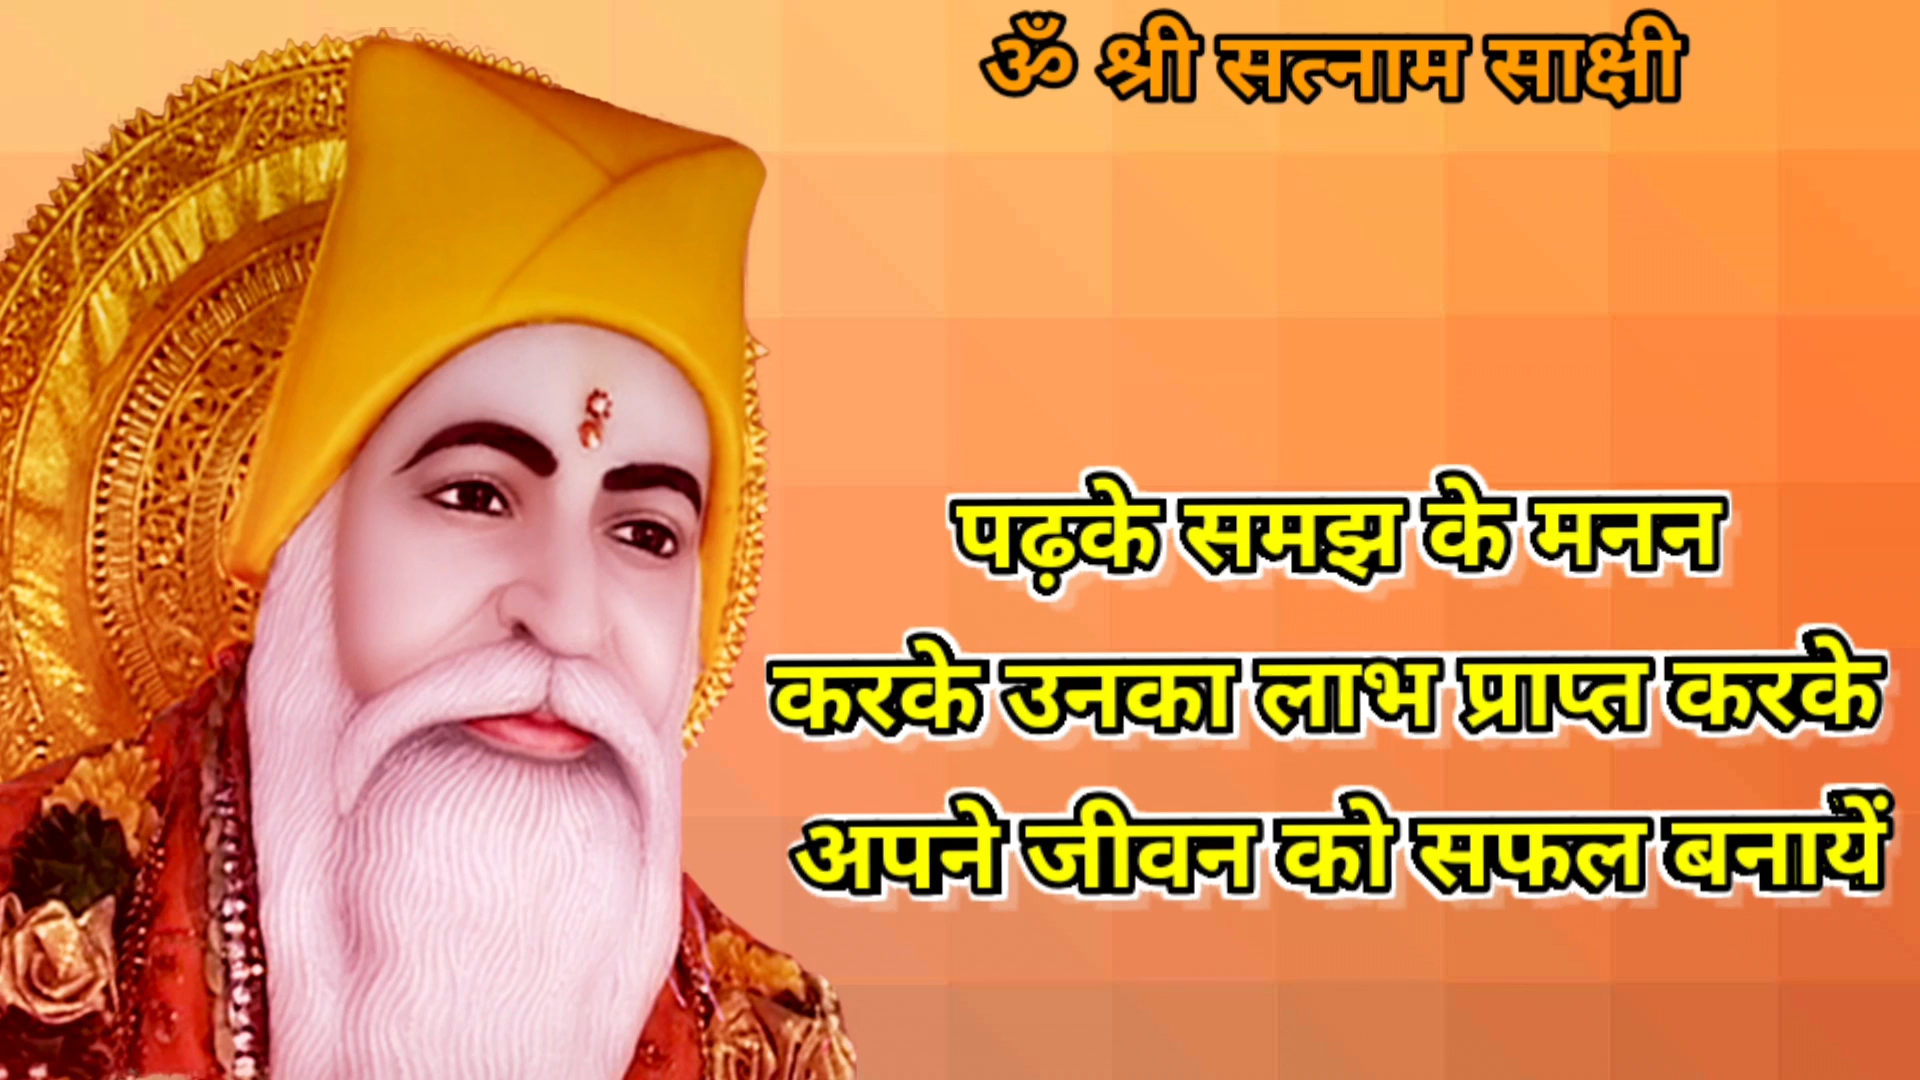 ॐ श्री सत्नाम साक्षी
पढ़के समझ के मनन
करके उनका लाभ प्राप्त करके
अपने जीवन को सफल बनायें